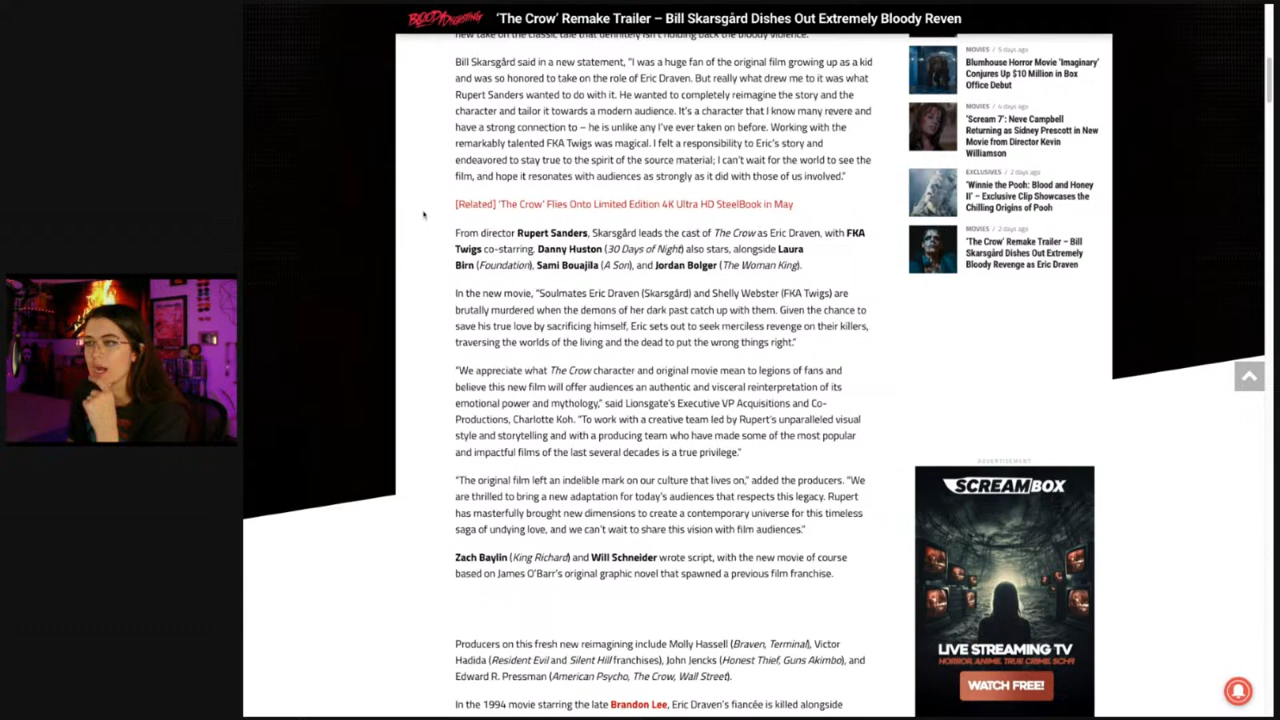 BLOODY DISGUSTING
'The Crow' Remake Trailer – Bill Skarsgård Dishes Out Extremely Bloody Reven
new take on the classic tale that definitely isn't holding back the bloody violence.
Bill Skarsgård said in a new statement, "I was a huge fan of the original film growing up as a kid
and was so honored to take on the role of Eric Draven. But really what drew me to it was what
Rupert Sanders wanted to do with it. He wanted to completely reimagine the story and the
character and tailor it towards a modern audience. It's a character that I know many revere and
have a strong connection to – he is unlike any I've ever taken on before. Working with the
remarkably talented FKA Twigs was magical. I felt a responsibility to Eric's story and
endeavored to stay true to the spirit of the source material; I can't wait for the world to see the
film, and hope it resonates with audiences as strongly as it did with those of us involved."
[Related] 'The Crow' Flies Onto Limited Edition 4K Ultra HD SteelBook in May
From director Rupert Sanders, Skarsgård leads the cast of The Crow as Eric Draven, with FKA
Twigs co-starring. Danny Huston (30 Days of Night) also stars, alongside Laura
Birn (Foundation), Sami Bouajila (A Son), and Jordan Bolger (The Woman King).
In the new movie, "Soulmates Eric Draven (Skarsgård) and Shelly Webster (FKA Twigs) are
brutally murdered when the demons of her dark past catch up with them. Given the chance to
save his true love by sacrificing himself, Eric sets out to seek merciless revenge on their killers,
traversing the worlds of the living and the dead to put the wrong things right."
"We appreciate what The Crow character and original movie mean to legions of fans and
believe this new film will offer audiences an authentic and visceral reinterpretation of its
emotional power and mythology," said Lionsgate's Executive VP Acquisitions and Co-
Productions, Charlotte Koh. "To work with a creative team led by Rupert's unparalleled visual
style and storytelling and with a producing team who have made some of the most popular
and impactful films of the last several decades is a true privilege."
"The original film left an indelible mark on our culture that lives on," added the producers. "We
are thrilled to bring a new adaptation for today's audiences that respects this legacy. Rupert
has masterfully brought new dimensions to create a contemporary universe for this timeless
saga of undying love, and we can't wait to share this vision with film audiences."
Zach Baylin (King Richard) and Will Schneider wrote script, with the new movie of course
based on James O'Barr's original graphic novel that spawned a previous film franchise.
Producers on this fresh new reimagining include Molly Hassell (Braven, Terminal), Victor
Hadida (Resident Evil and Silent Hill franchises), John Jencks (Honest Thief, Guns Akimbo), and
Edward R. Pressman (American Psycho, The Crow, Wall Street).
In the 1994 movie starring the late Brandon Lee, Eric Draven's fiancée is killed alongside
MOVIES / 5 days ago
Blumhouse Horror Movie 'Imaginary'
Conjures Up $10 Million in Box
Office Debut
MOVIES / 4 days ago
'Scream 7': Neve Campbell
Returning as Sidney Prescott in New
Movie from Director Kevin
Williamson
EXCLUSIVES / 2 days ago
'Winnie the Pooh: Blood and Honey
II' – Exclusive Clip Showcases the
Chilling Origins of Pooh
MOVIES / 2 days ago
'The Crow' Remake Trailer – Bill
Skarsgård Dishes Out Extremely
Bloody Revenge as Eric Draven
ADVERTISEMENT
SCREAMBOX
LIVE STREAMING TV
HORROR. ANIME. TRUE CRIME. SCI-FI
WATCH FREE!